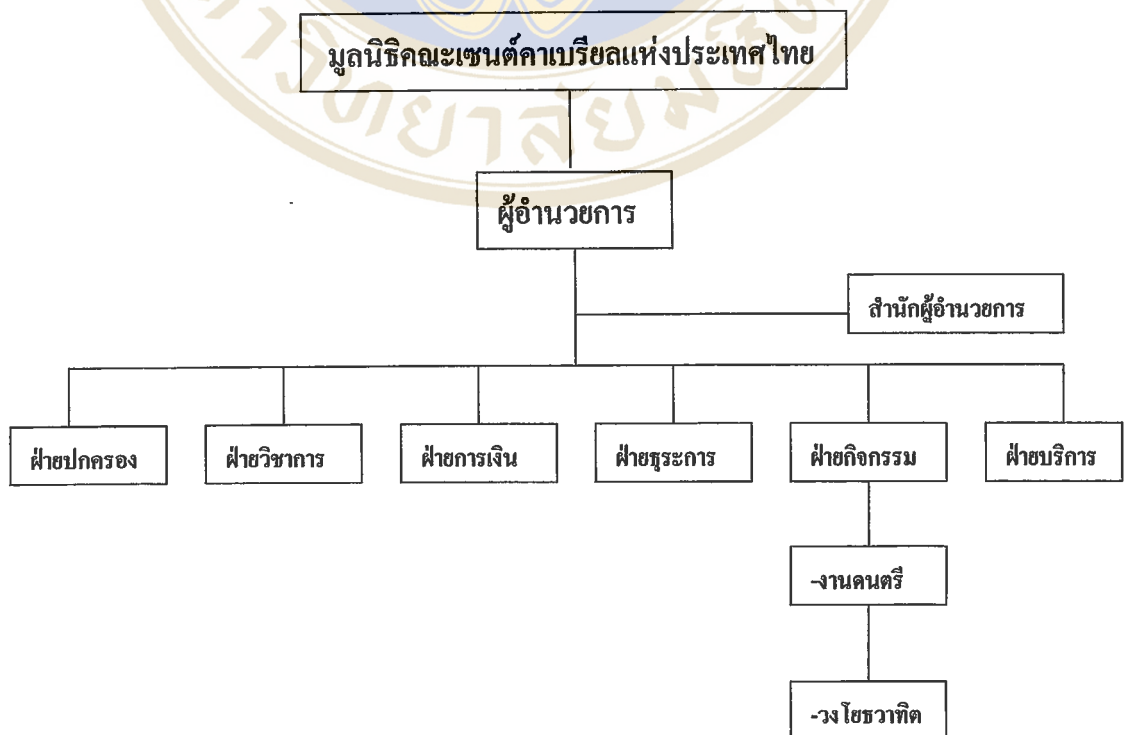 มูลนิธิคณะเซนต์คาเบรียลแห่งประเทศไทย
ผู้อำนวยการ
สำนักผู้อำนวยการ
ฝ่ายปกครอง
ฝ่ายวิชาการ
ฝ่ายการเงิน
ฝ่ายธุระการ
ฝ่ายกิจกรรม
ฝ่ายบริการ
-งานดนตรี
-วงโยธวาทิต